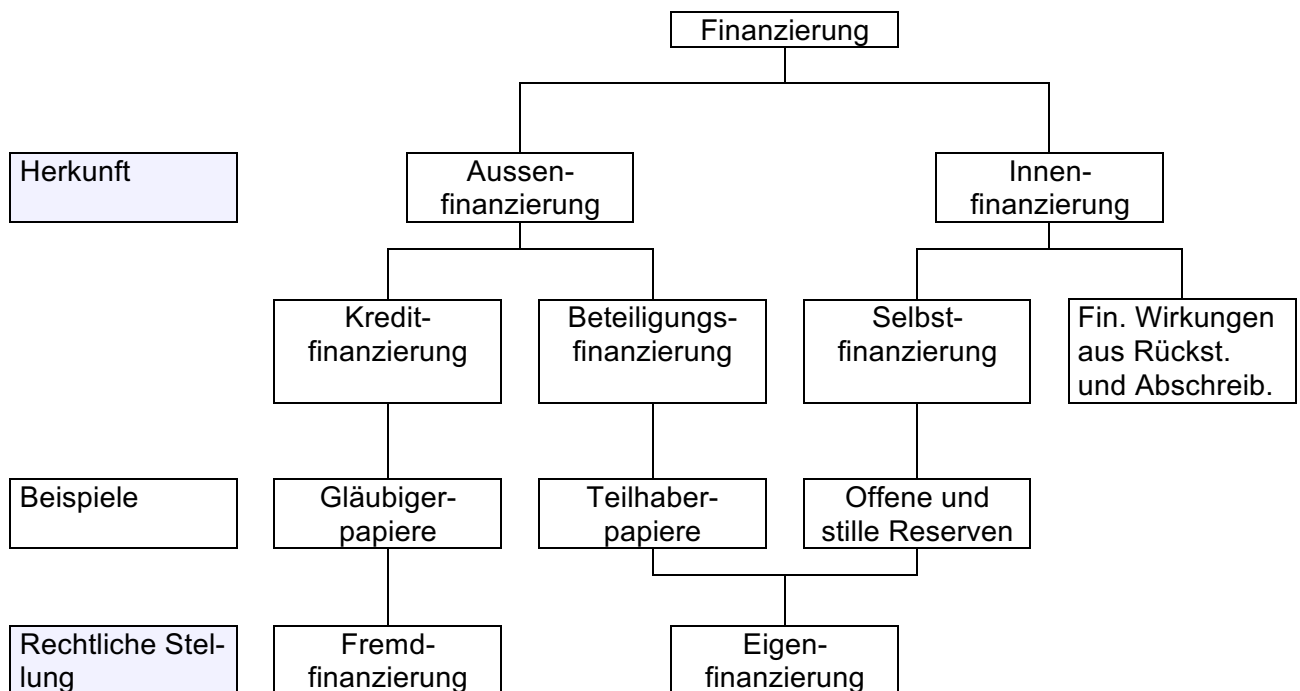 Finanzierung
Herkunft
Aussen-
finanzierung
Innen-
finanzierung
Kredit-
finanzierung
Beteiligungs-
finanzierung
Selbst-
finanzierung
Fin. Wirkungen
aus Rückst.
und Abschreib.
Beispiele
Gläubiger-
papiere
Teilhaber-
papiere
Offene und
stille Reserven
Rechtliche Stel-
lung
Fremd-
finanzierung
Eigen-
finanzierung